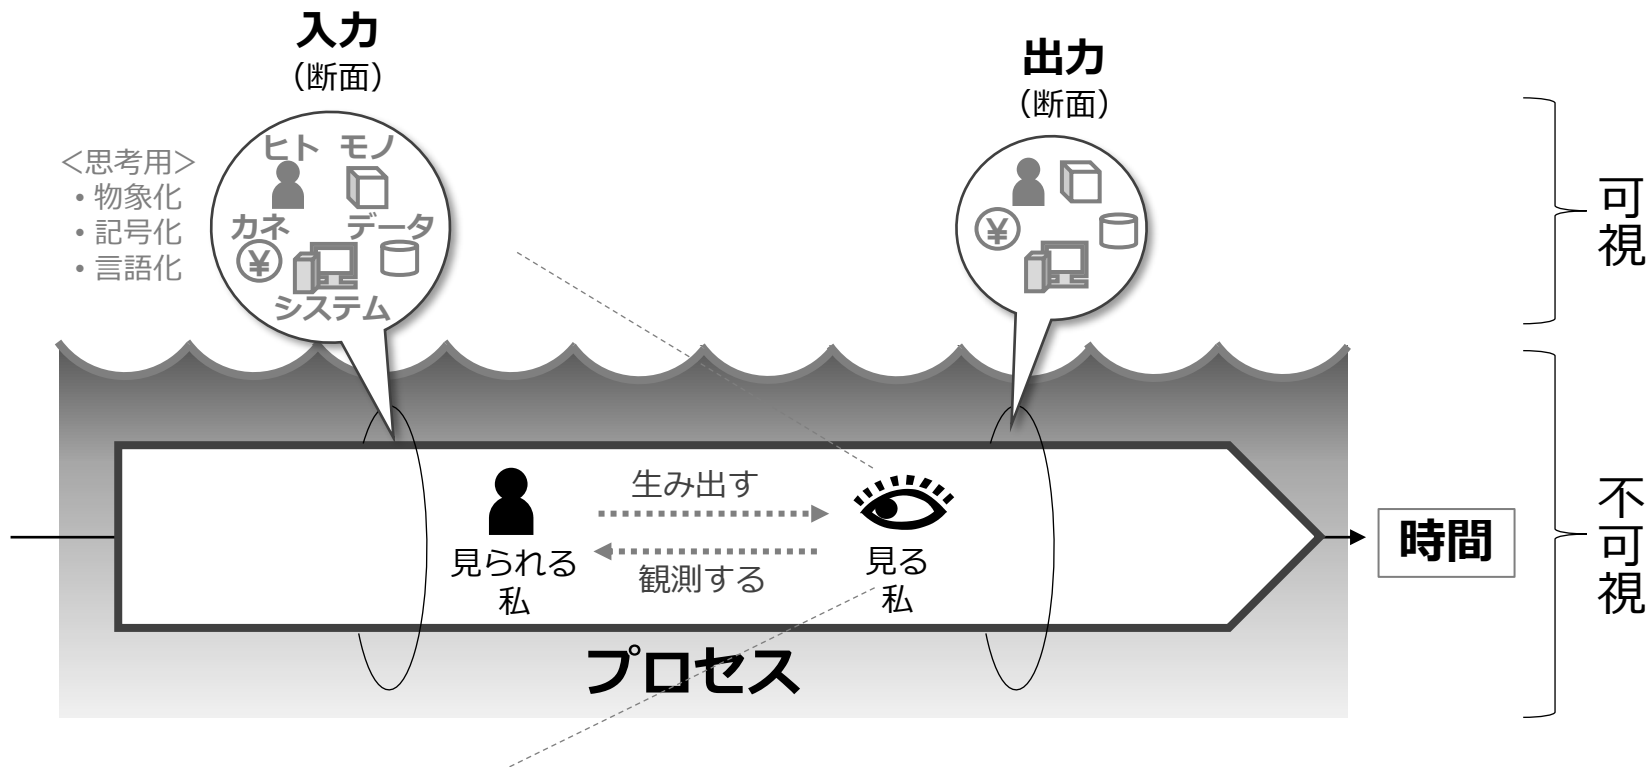 入力
（断面）
出力
（断面）
＜思考用＞
・物象化
・記号化
・言語化
ヒト モノ
カネ データ
¥
システム
¥
可視
生み出す
観測する
見られる
私
見る
私
プロセス
時間
不可視